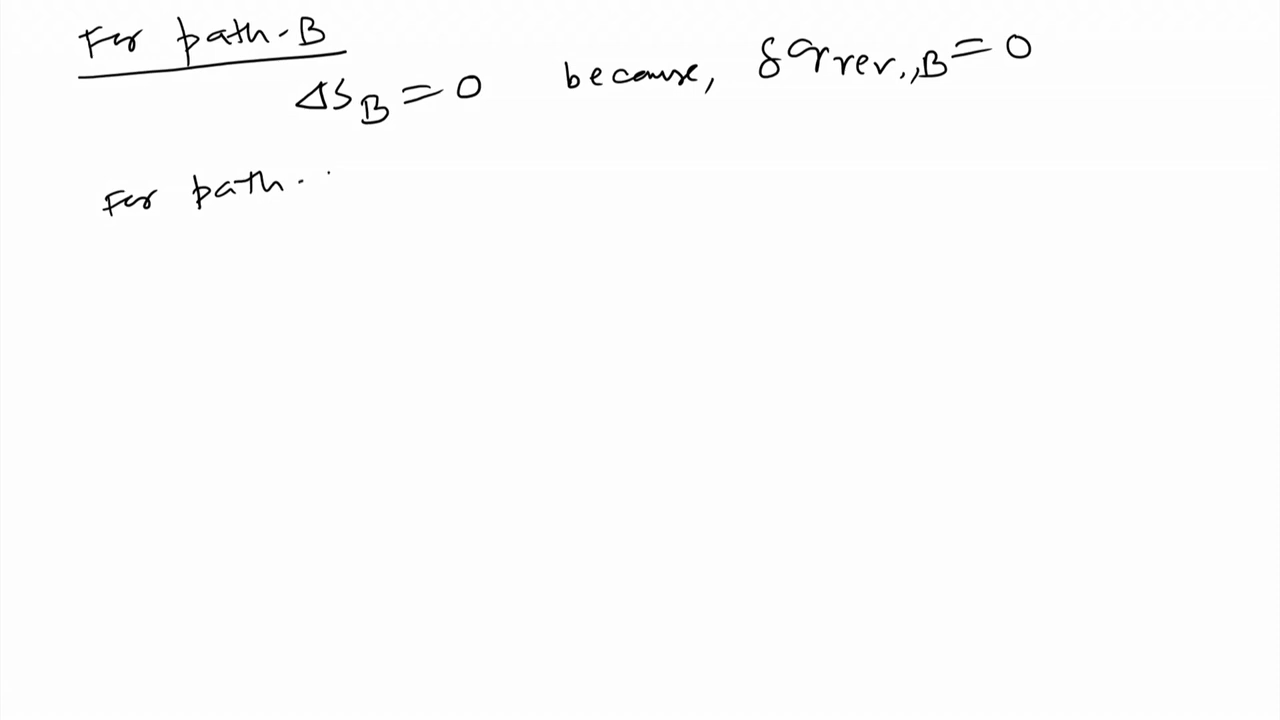 For path-B
ΔS_B = 0 because, δq_rev.,B = 0
For path-